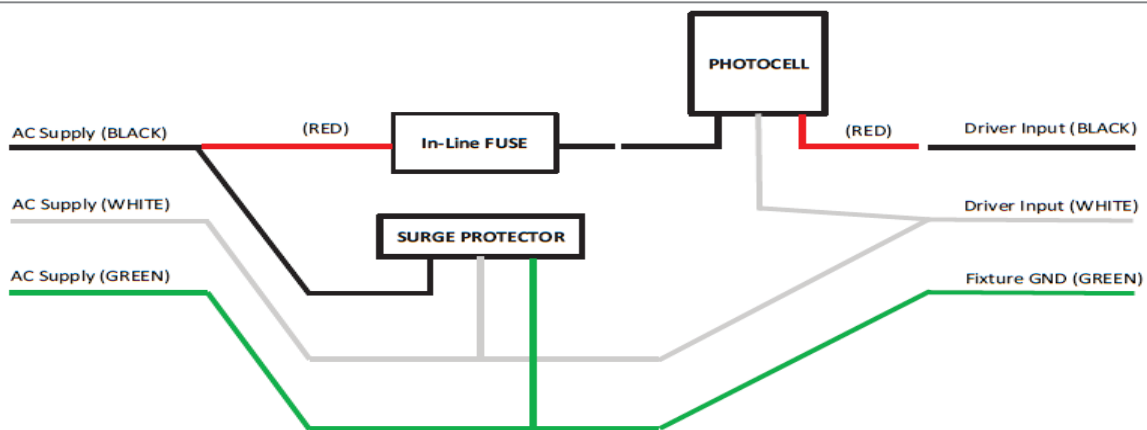 PHOTOCELL
AC Supply (BLACK)
(RED)
In-Line FUSE
(RED)
Driver Input (BLACK)
AC Supply (WHITE)
Driver Input (WHITE)
SURGE PROTECTOR
AC Supply (GREEN)
Fixture GND (GREEN)